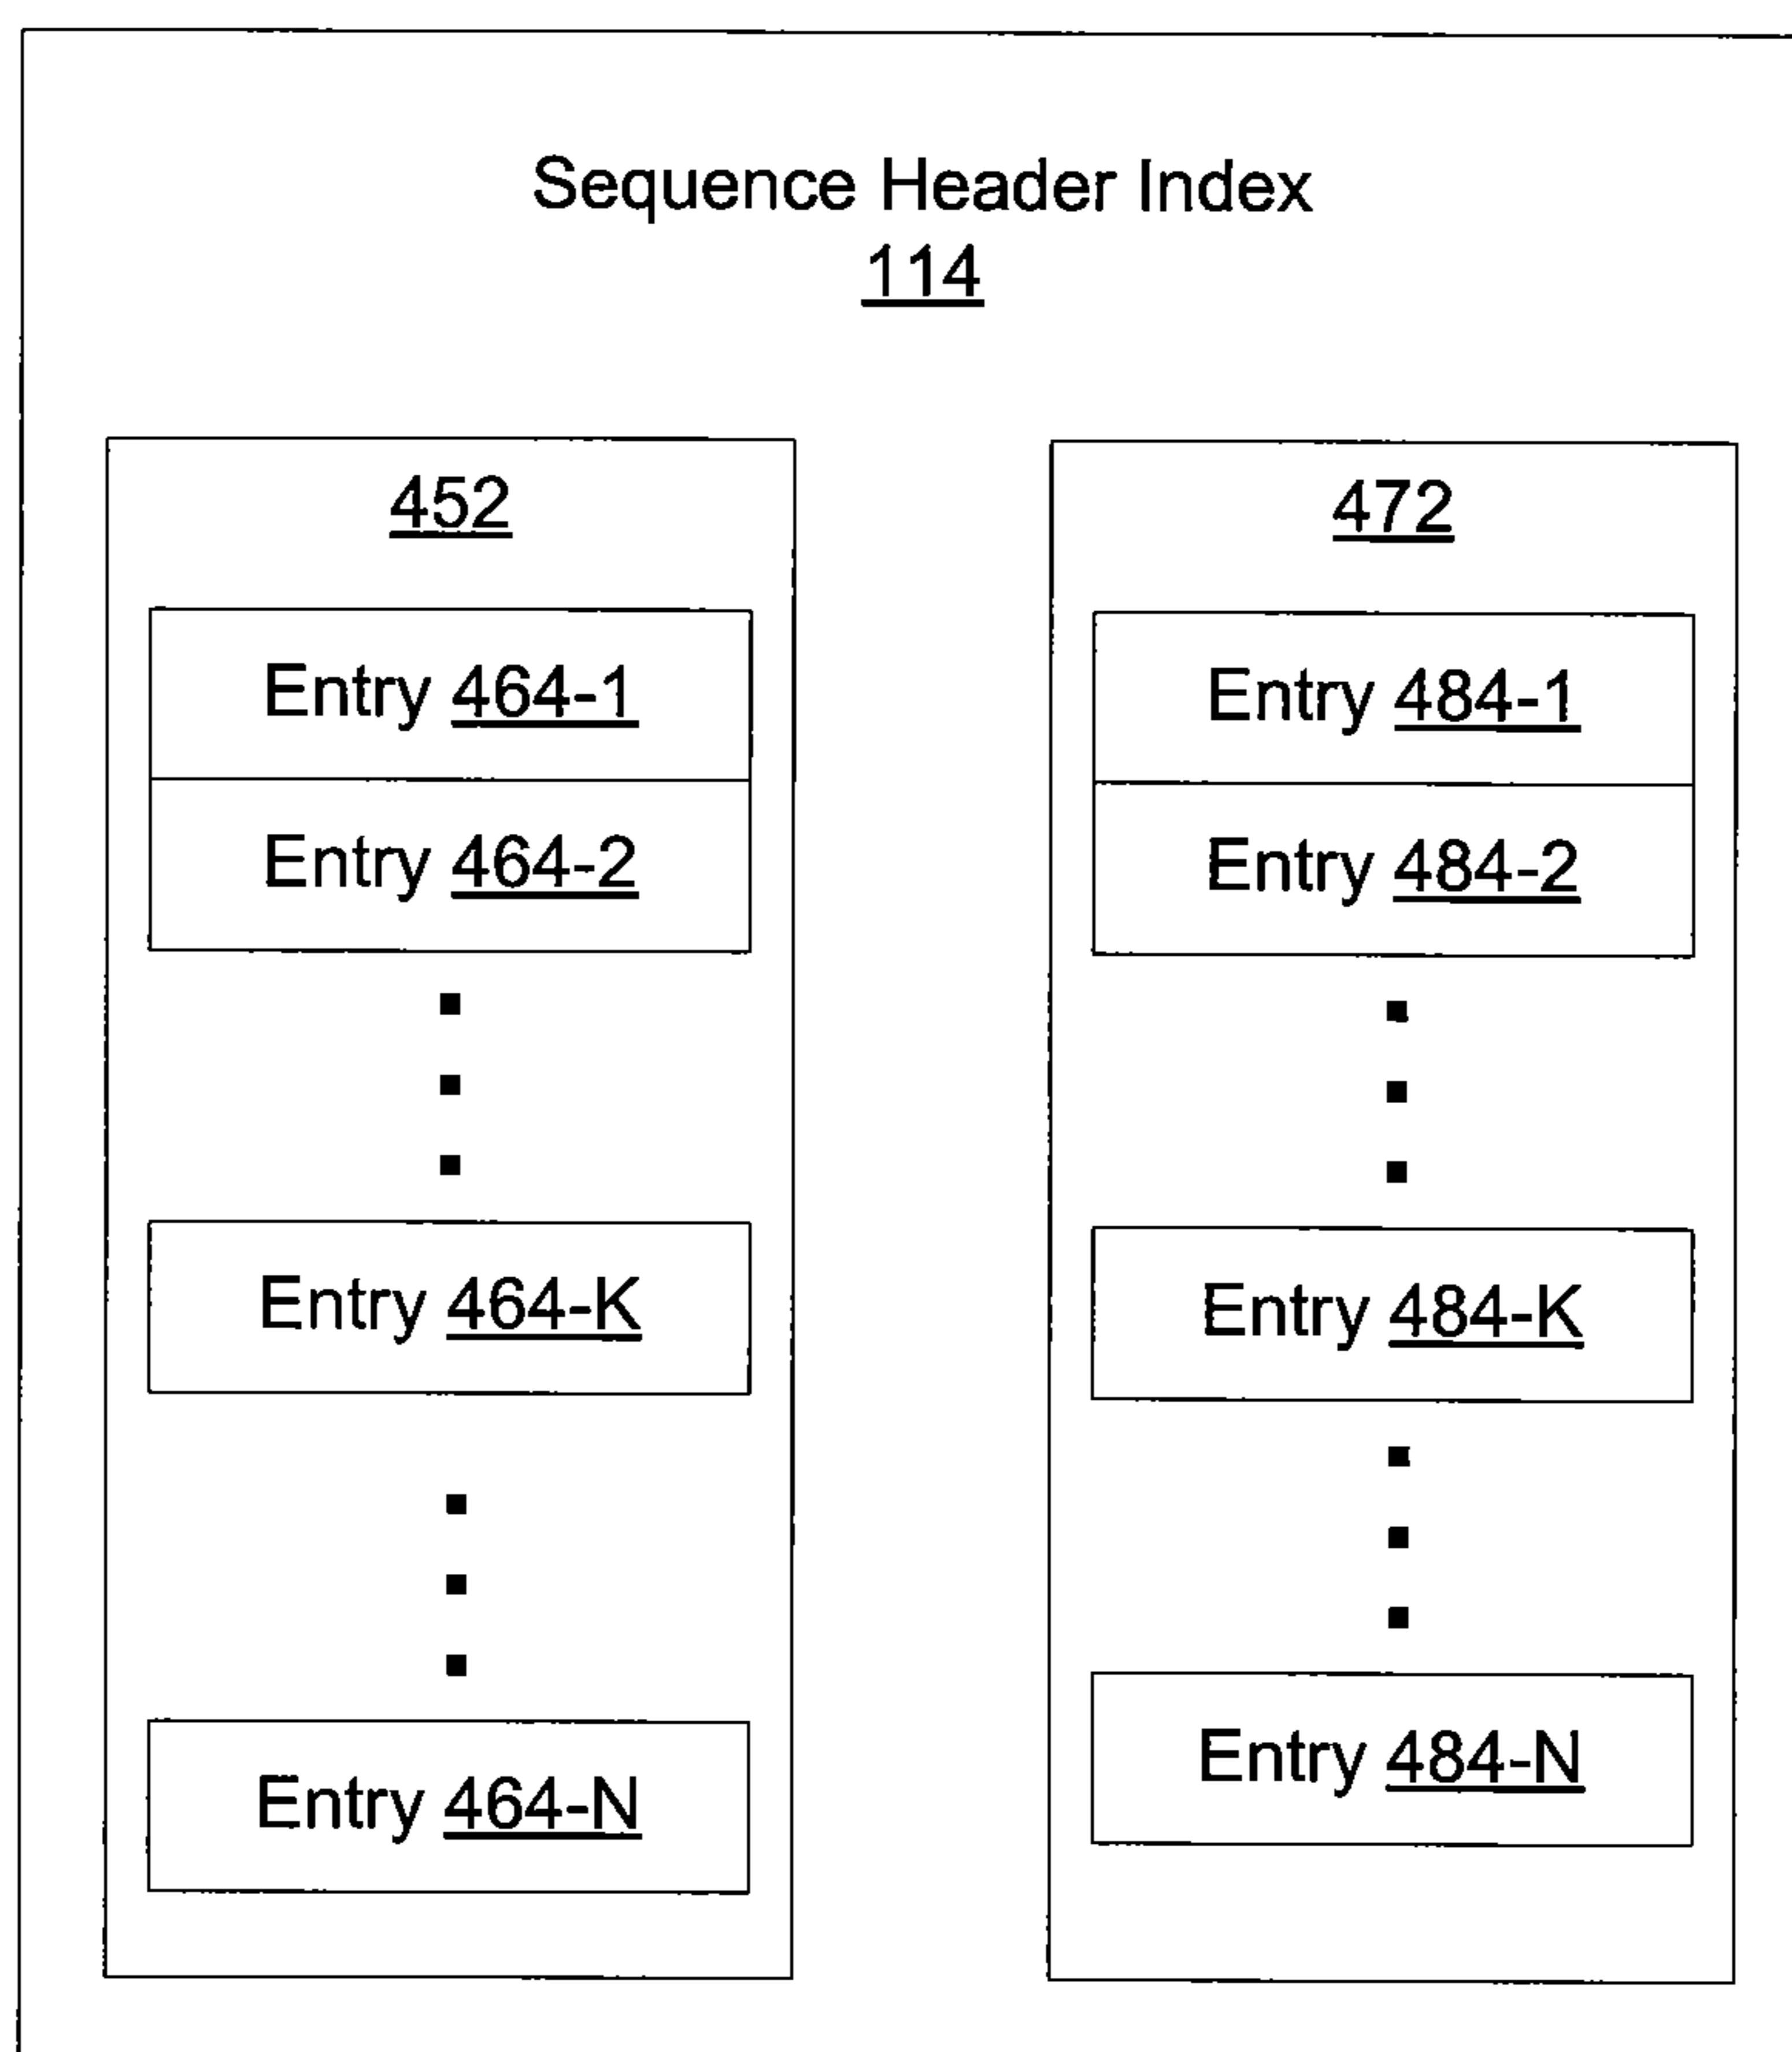 Sequence Header Index
114
452
Entry 464-1
Entry 464-2
Entry 464-K
Entry 464-N
472
Entry 484-1
Entry 484-2
Entry 484-K
Entry 484-N